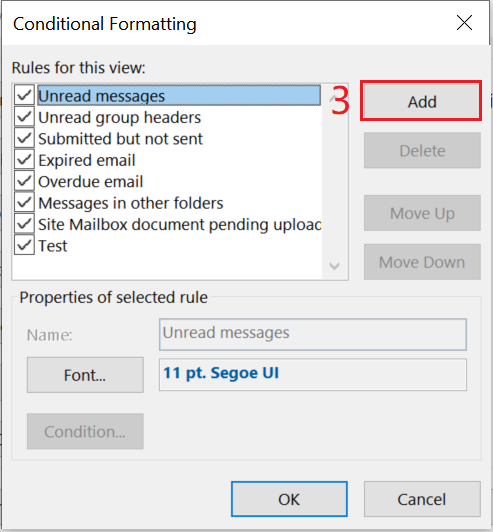 Conditional Formatting
Rules for this view:
Unread messages
Unread group headers
Submitted but not sent
Expired email
Overdue email
Messages in other folders
Site Mailbox document pending upload
Test
3
Add
Delete
Move Up
Move Down
Properties of selected rule
Name:
Unread messages
Font...
11 pt. Segoe UI
Condition...
OK
Cancel